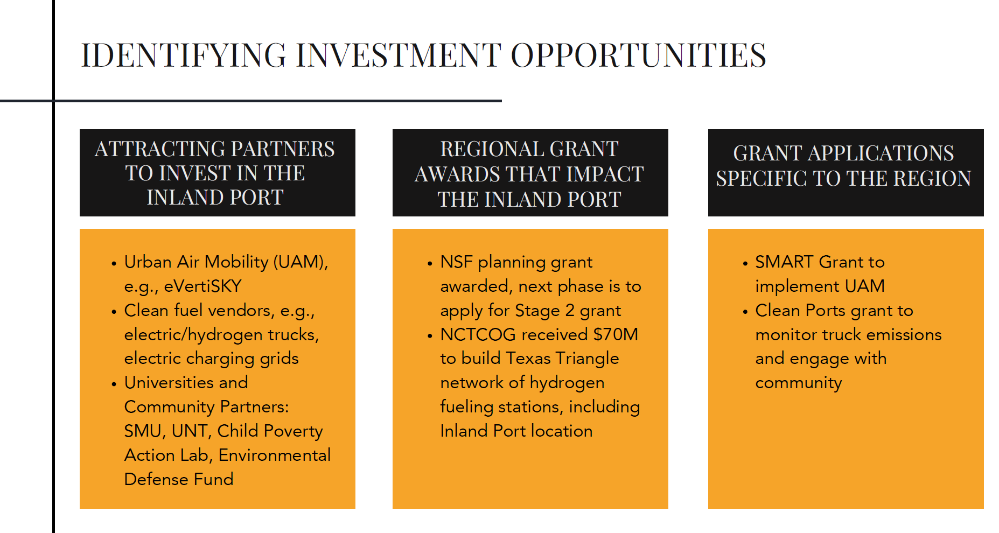 IDENTIFYING INVESTMENT OPPORTUNITIES
ATTRACTING PARTNERS
TO INVEST IN THE
INLAND PORT
• Urban Air Mobility (UAM),
e.g., eVertiSKY
• Clean fuel vendors, e.g.,
electric/hydrogen trucks,
electric charging grids
• Universities and
Community Partners:
SMU, UNT, Child Poverty
Action Lab, Environmental
Defense Fund
REGIONAL GRANT
AWARDS THAT IMPACT
THE INLAND PORT
• NSF planning grant
awarded, next phase is to
apply for Stage 2 grant
• NCTCOG received $70M
to build Texas Triangle
network of hydrogen
fueling stations, including
Inland Port location
GRANT APPLICATIONS
SPECIFIC TO THE REGION
• SMART Grant to
implement UAM
• Clean Ports grant to
monitor truck emissions
and engage with
community